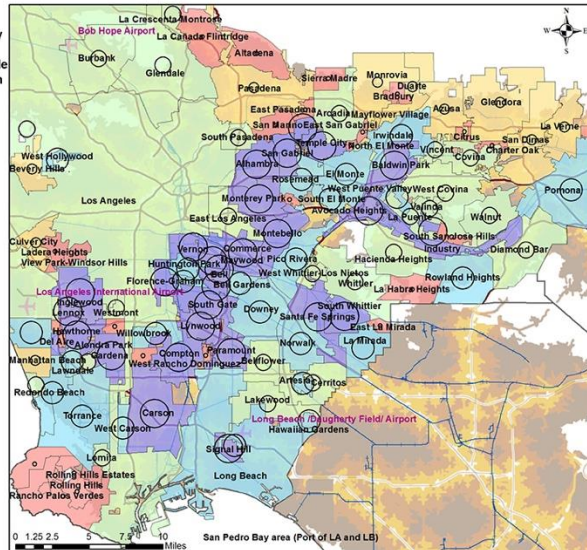 La Crescenta-Montrose
Bob Hope Airport
La Cañada Flintridge
Burbank
Altadena
Glendale
Sierra Madre
Monrovia
Pasadena
Duarte
Bradbury
Glendora
Azusa
East Pasadena
Arcadia
Mayflower Village
San Marino
East San Gabriel
La Verne
South Pasadena
Temple City
Irwindale
Citrus
San Dimas
North El Monte
Charter Oak
San Gabriel
Vincent
Covina
West Hollywood
Alhambra
Baldwin Park
Beverly Hills
Rosemead
El Monte
Pomona
West Puente Valley
West Covina
Los Angeles
Monterey Park
South El Monte
Valinda
Avocado Heights
La Puente
Walnut
East Los Angeles
Montebello
South San Jose Hills
Industry
Culver City
Vernon
Commerce
Diamond Bar
Ladera Heights
Maywood
Pico Rivera
Hacienda Heights
View Park-Windsor Hills
Huntington Park
West Whittier-Los Nietos
Bell
Rowland Heights
Florence-Graham
Bell Gardens
Whittier
La Habra Heights
Los Angeles International Airport
Inglewood
Lennox
Westmont
South Gate
Downey
South Whittier
Santa Fe Springs
Hawthorne
Willowbrook
Lynwood
East La Mirada
Del Aire
Alondra Park
La Mirada
Manhattan Beach
Gardena
Compton
Paramount
Norwalk
Lawndale
West Rancho Dominguez
Bellflower
Redondo Beach
Artesia
Cerritos
Lakewood
Torrance
Carson
Long Beach /Daugherty Field/ Airport
West Carson
Hawaiian Gardens
Signal Hill
Lomita
Rolling Hills Estates
Long Beach
Rolling Hills
Rancho Palos Verdes
San Pedro Bay area (Port of LA and LB)
0 1.25 2.5 5 7.5 10
Miles
N
W E
S